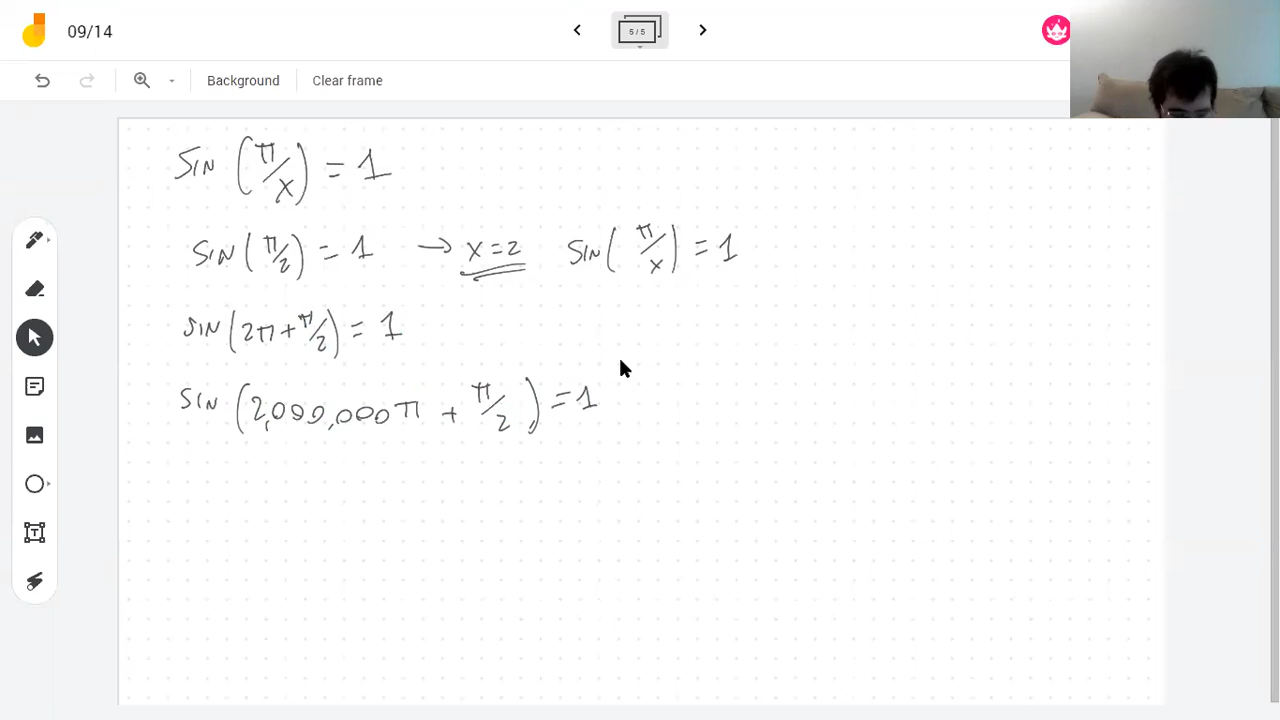 09/14
5 / 5
Background
Clear frame
SIN (π/x) = 1
SIN (π/2) = 1 → x = 2 SIN (π/x) = 1
SIN (2π + π/2) = 1
SIN (2,000,000π + π/2) = 1
T